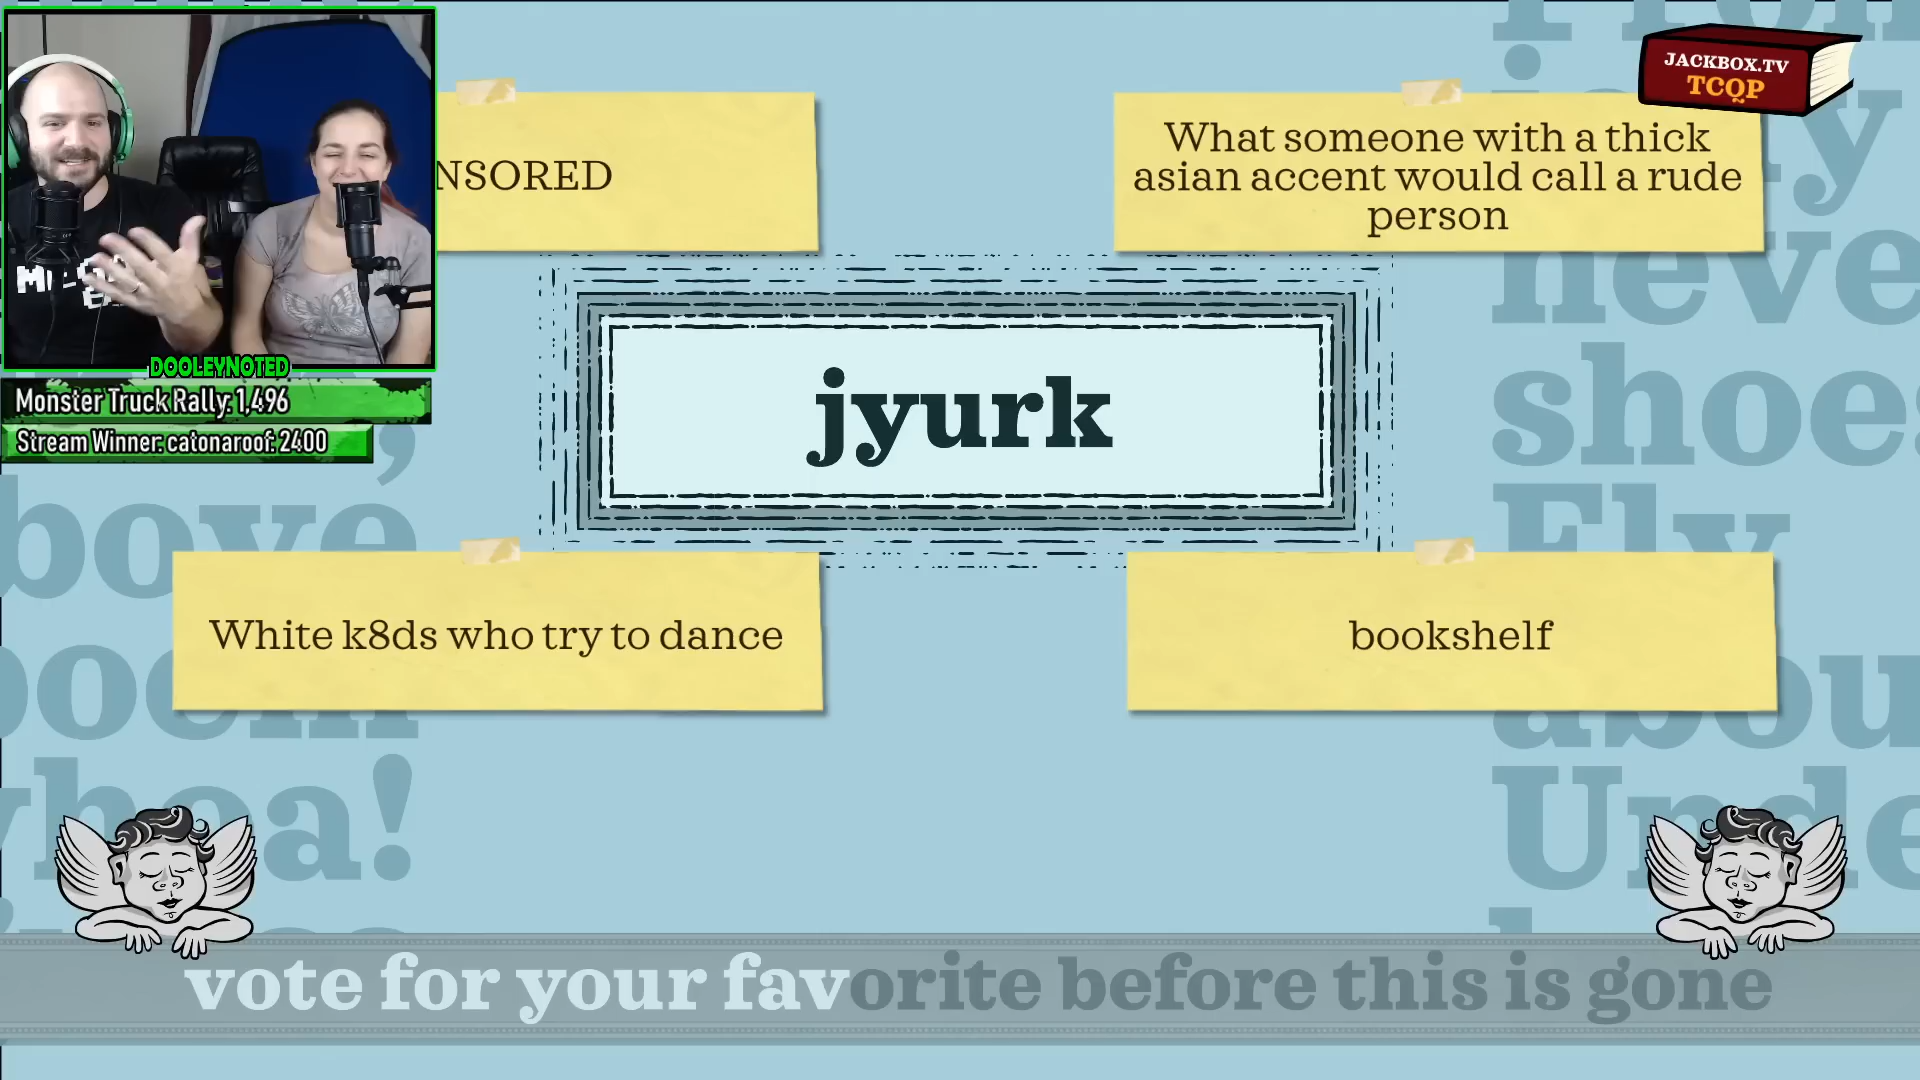 JACKBOX.TV
TCQP
NSORED
What someone with a thick
asian accent would call a rude
person
DOOLEYNOTED
Monster Truck Rally: 1,496
Stream Winner: catonaroof: 2400
jyurk
White k8ds who try to dance
bookshelf
shoes
vote for your favorite before this is gone